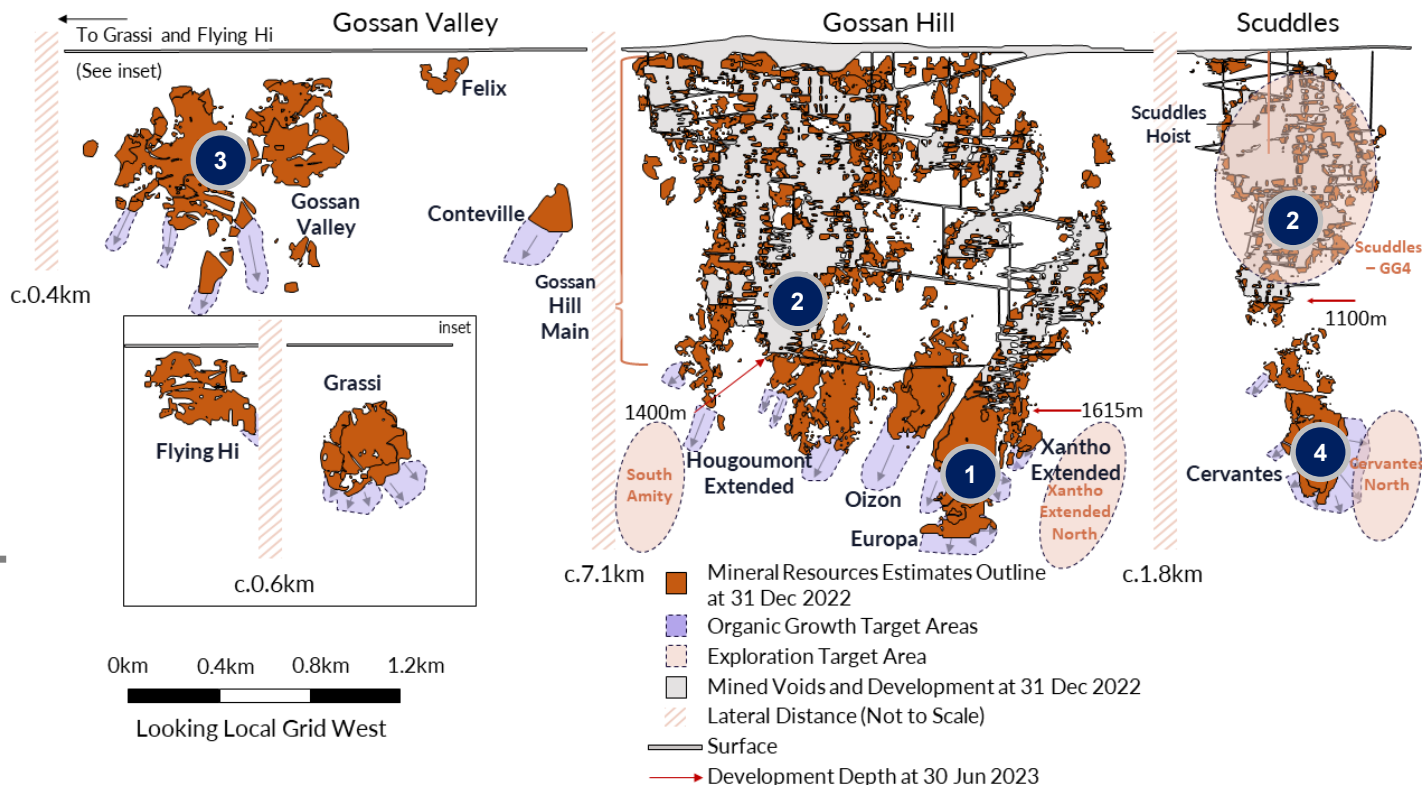 Gossan Valley
Gossan Hill
Scuddles
To Grassi and Flying Hi
(See inset)
Felix
3
Gossan
Valley
Conteville
c.0.4km
Gossan
Hill
Main
2
1400m
South
Amity
Hougoumont
Extended
Oizon
1
Europa
1615m
Xantho
Extended
Xantho
Extended
North
Scuddles
Hoist
2
Scuddles
– GG4
1100m
Cervantes
4
Cervantes
North
inset
Flying Hi
Grassi
c.0.6km
c.7.1km
c.1.8km
0km 0.4km 0.8km 1.2km
Looking Local Grid West
Mineral Resources Estimates Outline
at 31 Dec 2022
Organic Growth Target Areas
Exploration Target Area
Mined Voids and Development at 31 Dec 2022
Lateral Distance (Not to Scale)
Surface
Development Depth at 30 Jun 2023